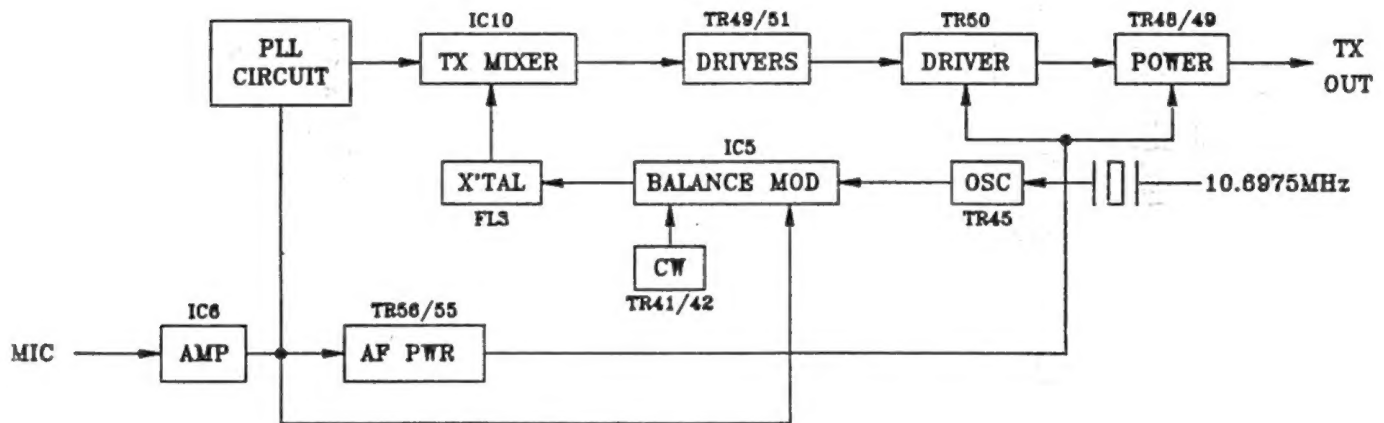 IC10
TR49/51
TR50
TR48/49
PLL
CIRCUIT
TX MIXER
DRIVERS
DRIVER
POWER
TX
OUT
IC5
X'TAL
BALANCE MOD
OSC
10.6975MHz
FL3
TR45
CW
TR41/42
IC6
TR56/55
MIC
AMP
AF PWR